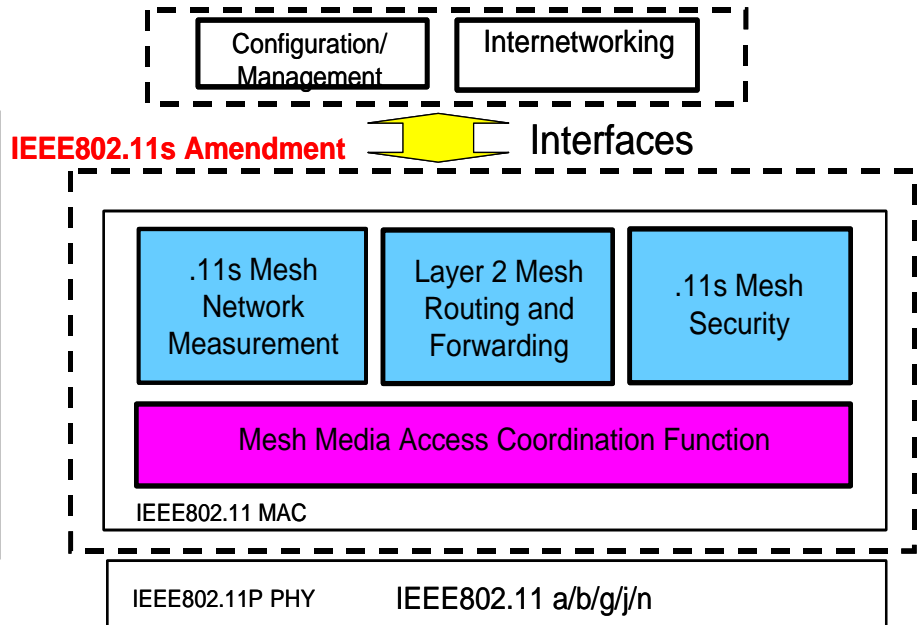 Configuration/
Management
Internetworking
IEEE802.11s Amendment
Interfaces
.11s Mesh
Network
Measurement
Layer 2 Mesh
Routing and
Forwarding
.11s Mesh
Security
Mesh Media Access Coordination Function
IEEE802.11 MAC
IEEE802.11P PHY
IEEE802.11 a/b/g/j/n